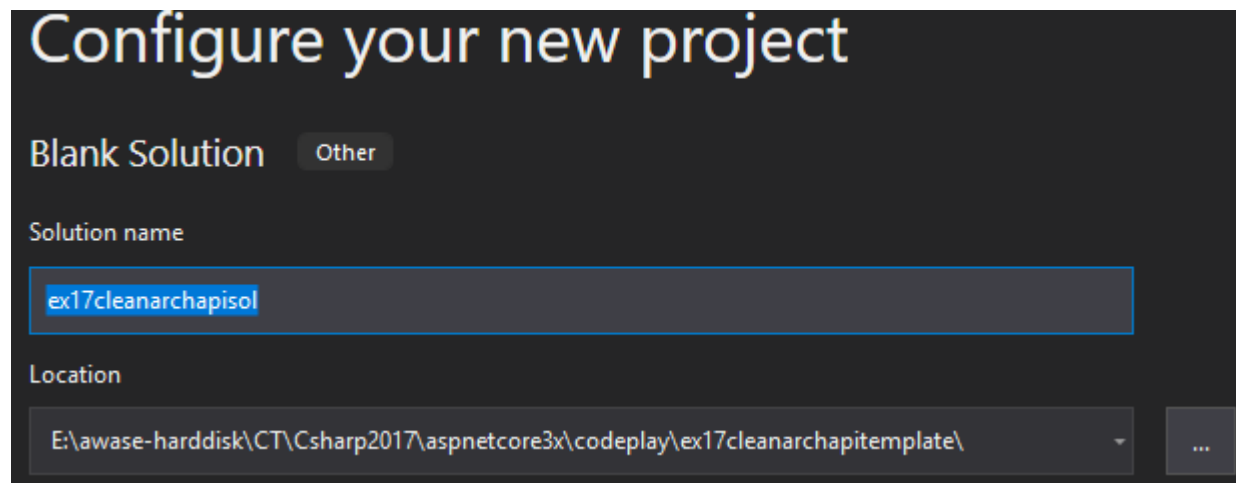 Configure your new project
Blank Solution Other
Solution name
ex17cleanarchapisol
Location
E:\awase-harddisk\CT\Csharp2017\aspnetcore3x\codeplay\ex17cleanarchapitemplate\
...